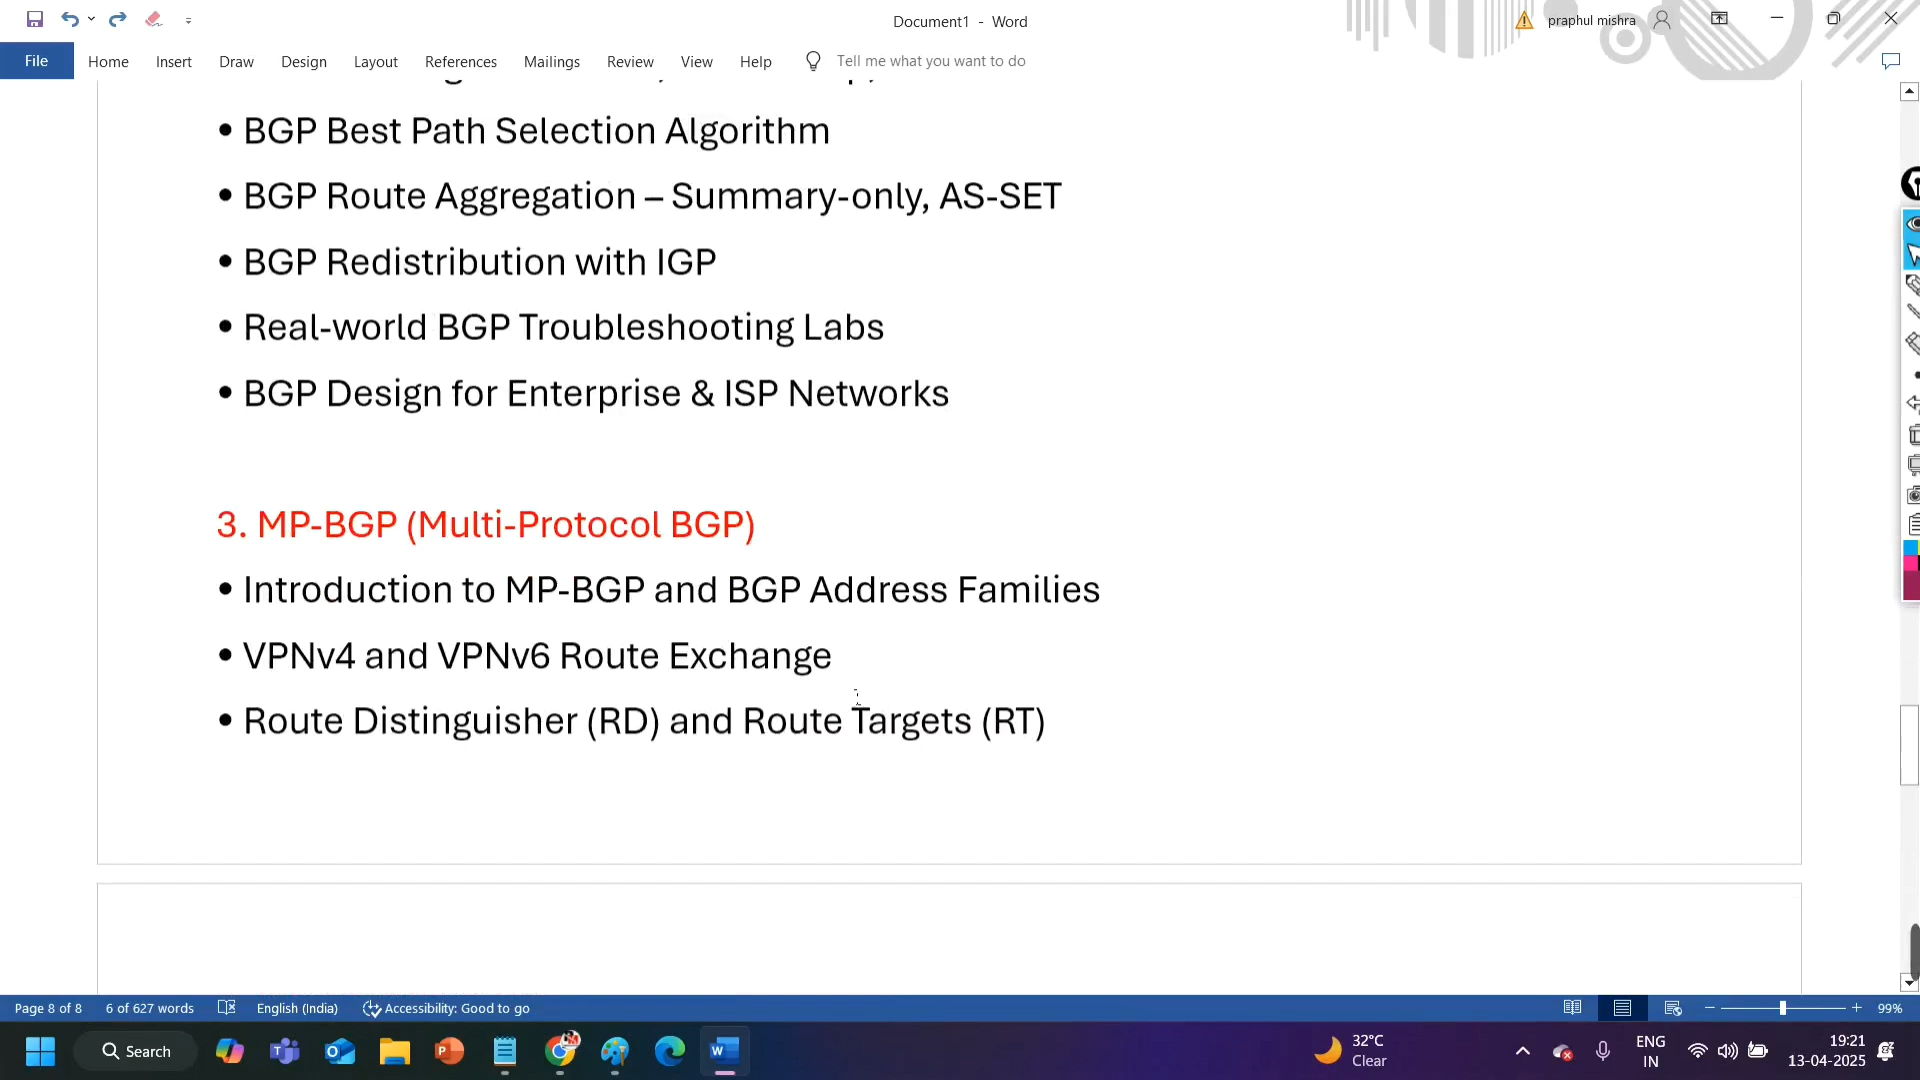 Document1 - Word
praphul mishra
File Home Insert Draw Design Layout References Mailings Review View Help Tell me what you want to do
• BGP Best Path Selection Algorithm
• BGP Route Aggregation – Summary-only, AS-SET
• BGP Redistribution with IGP
• Real-world BGP Troubleshooting Labs
• BGP Design for Enterprise & ISP Networks
3. MP-BGP (Multi-Protocol BGP)
• Introduction to MP-BGP and BGP Address Families
• VPNv4 and VPNv6 Route Exchange
• Route Distinguisher (RD) and Route Targets (RT)
Page 8 of 8 6 of 627 words English (India) Accessibility: Good to go 99%
Search
32°C
Clear
ENG
IN
19:21
13-04-2025